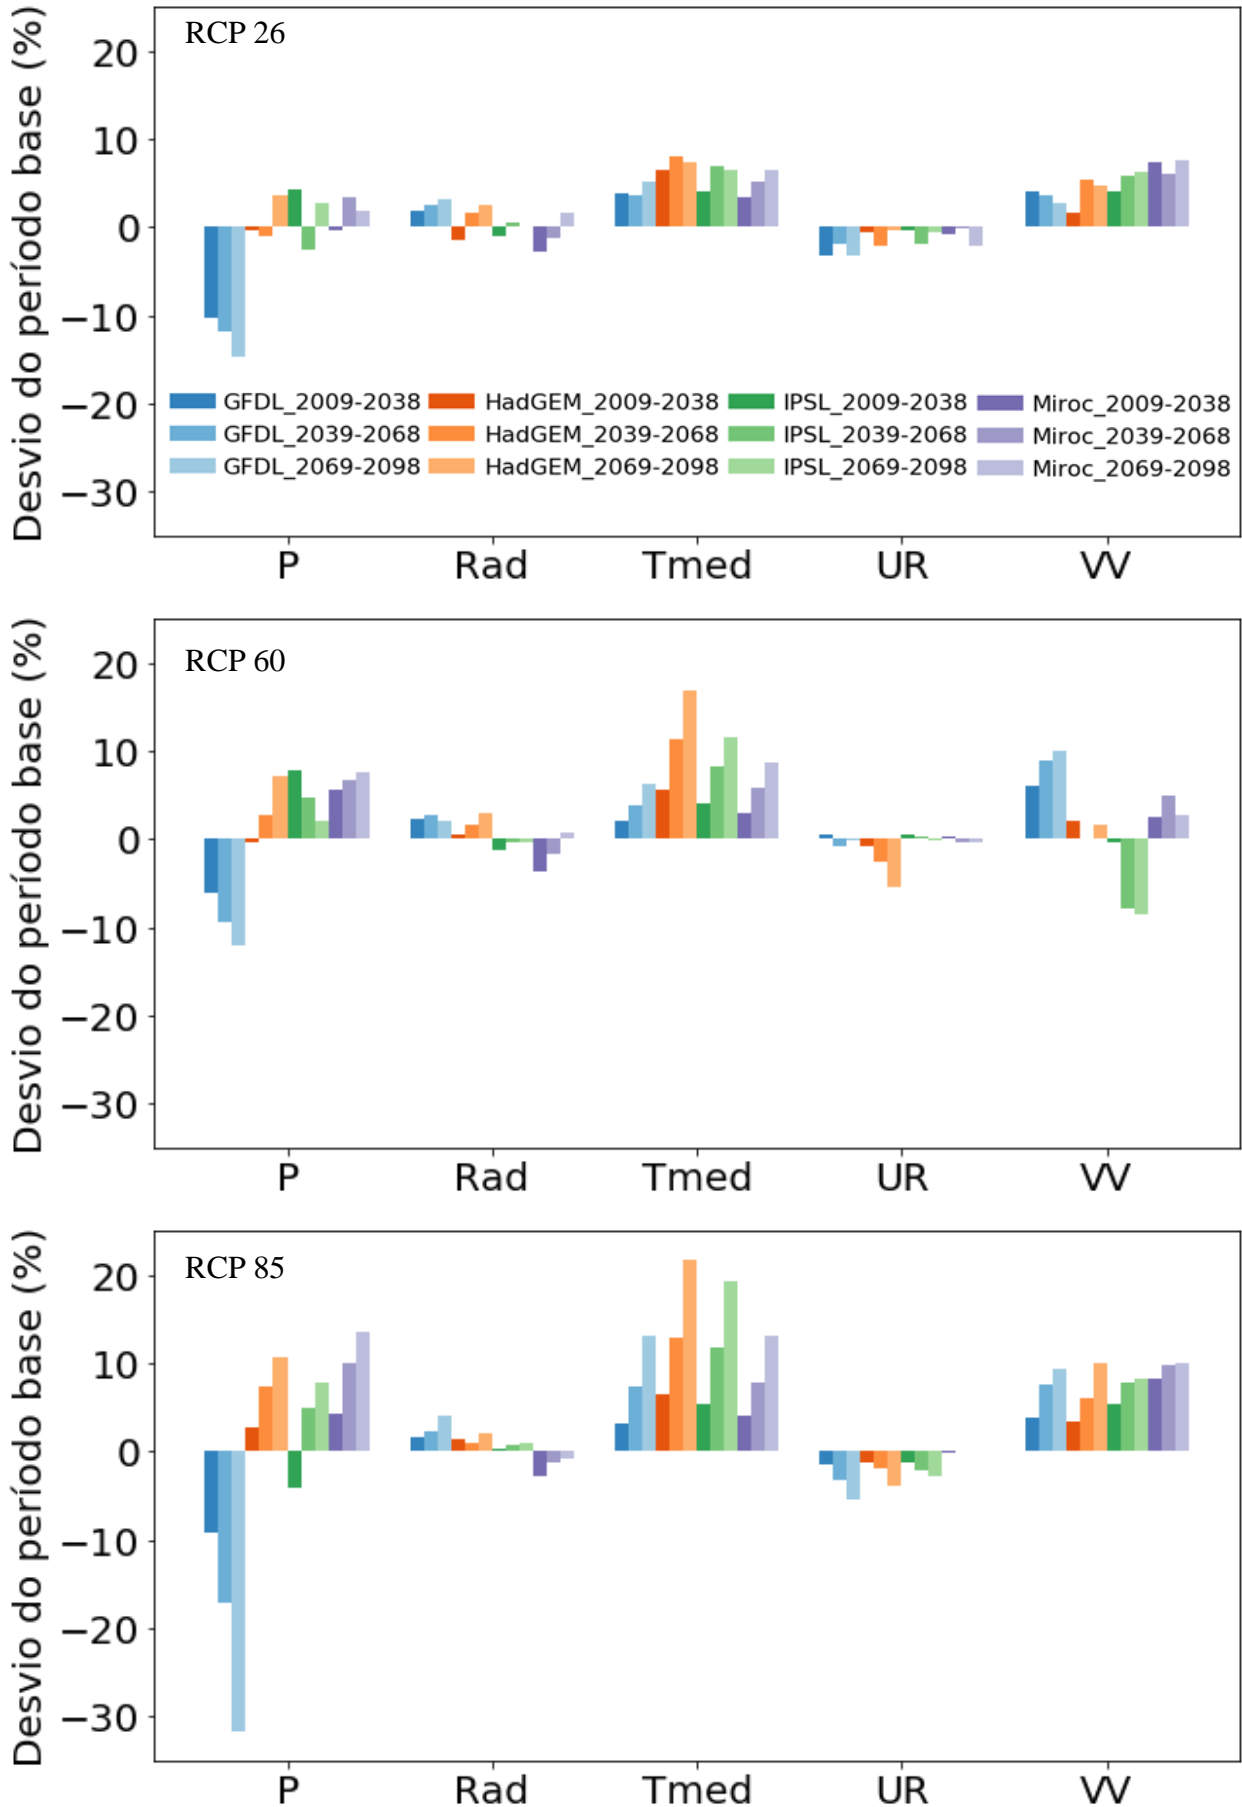 RCP 26
Desvio do período base (%)
20
10
0
−10
−20
−30
GFDL_2009-2038
GFDL_2039-2068
GFDL_2069-2098
HadGEM_2009-2038
HadGEM_2039-2068
HadGEM_2069-2098
IPSL_2009-2038
IPSL_2039-2068
IPSL_2069-2098
Miroc_2009-2038
Miroc_2039-2068
Miroc_2069-2098
P Rad Tmed UR VV
RCP 60
Desvio do período base (%)
20
10
0
−10
−20
−30
P Rad Tmed UR VV
RCP 85
Desvio do período base (%)
20
10
0
−10
−20
−30
P Rad Tmed UR VV